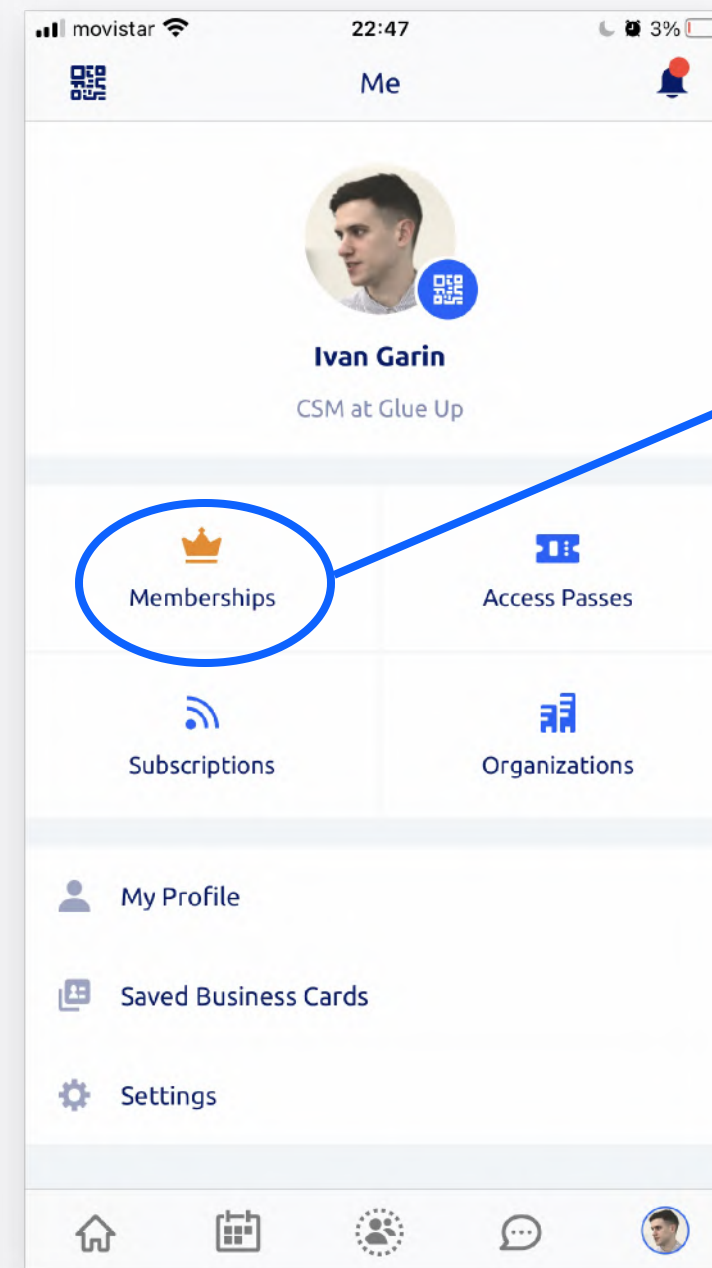 movistar 22:47 3%
Me
Ivan Garin
CSM at Glue Up
Memberships Access Passes
Subscriptions Organizations
My Profile
Saved Business Cards
Settings